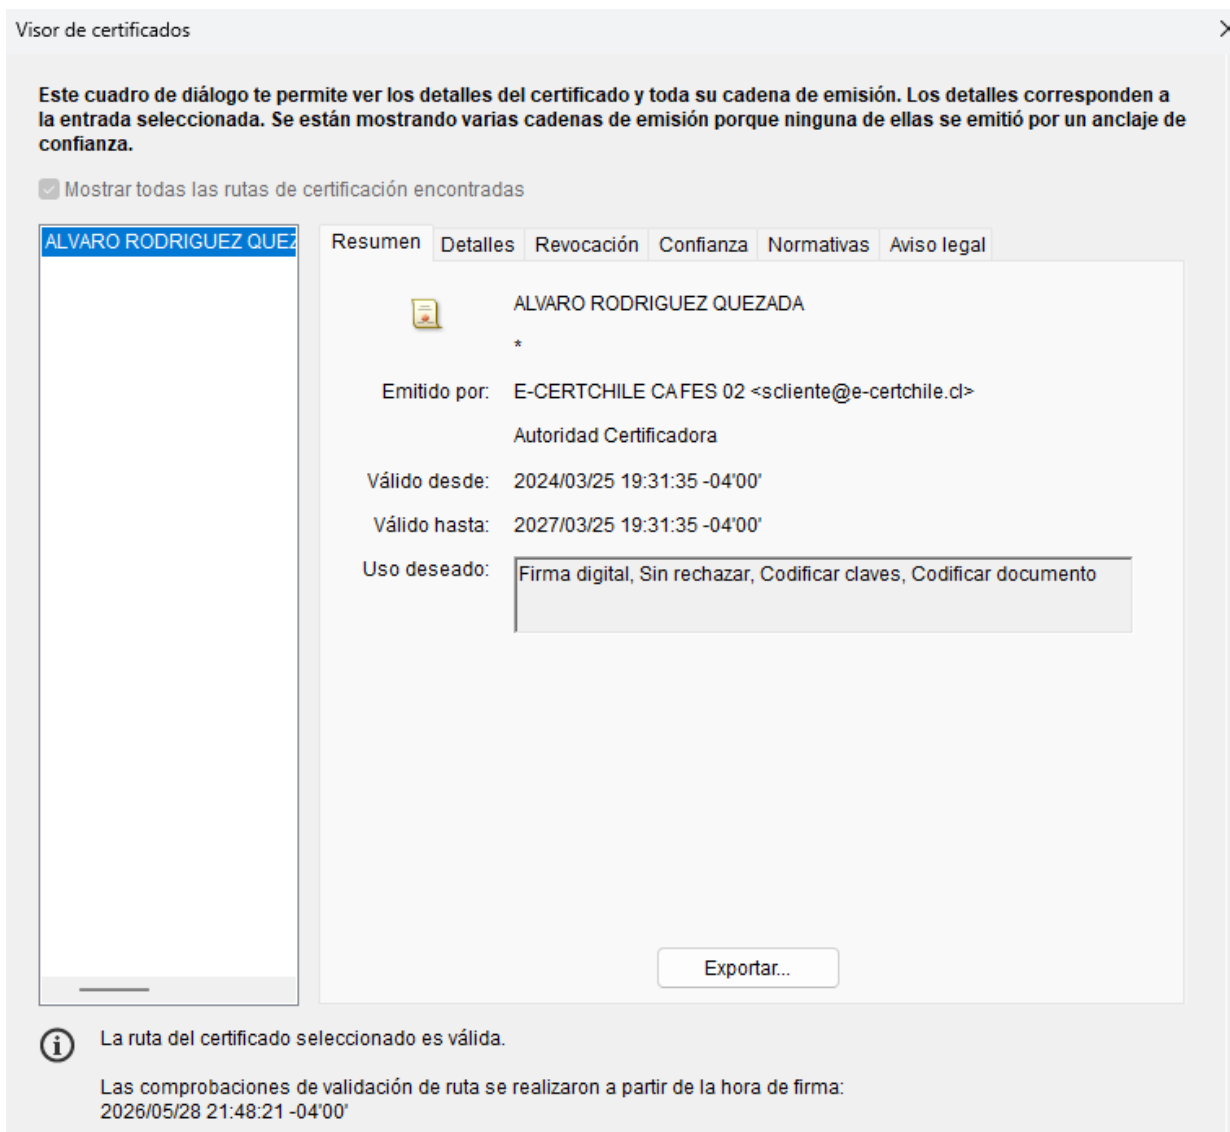 Visor de certificados
Este cuadro de diálogo te permite ver los detalles del certificado y toda su cadena de emisión. Los detalles corresponden a
la entrada seleccionada. Se están mostrando varias cadenas de emisión porque ninguna de ellas se emitió por un anclaje de
confianza.
Mostrar todas las rutas de certificación encontradas
ALVARO RODRIGUEZ QUEZ
Resumen Detalles Revocación Confianza Normativas Aviso legal
ALVARO RODRIGUEZ QUEZADA
*
Emitido por: E-CERTCHILE CA FES 02 <scliente@e-certchile.cl>
Autoridad Certificadora
Válido desde: 2024/03/25 19:31:35 -04'00'
Válido hasta: 2027/03/25 19:31:35 -04'00'
Uso deseado: Firma digital, Sin rechazar, Codificar claves, Codificar documento
Exportar...
La ruta del certificado seleccionado es válida.
Las comprobaciones de validación de ruta se realizaron a partir de la hora de firma:
2026/05/28 21:48:21 -04'00'